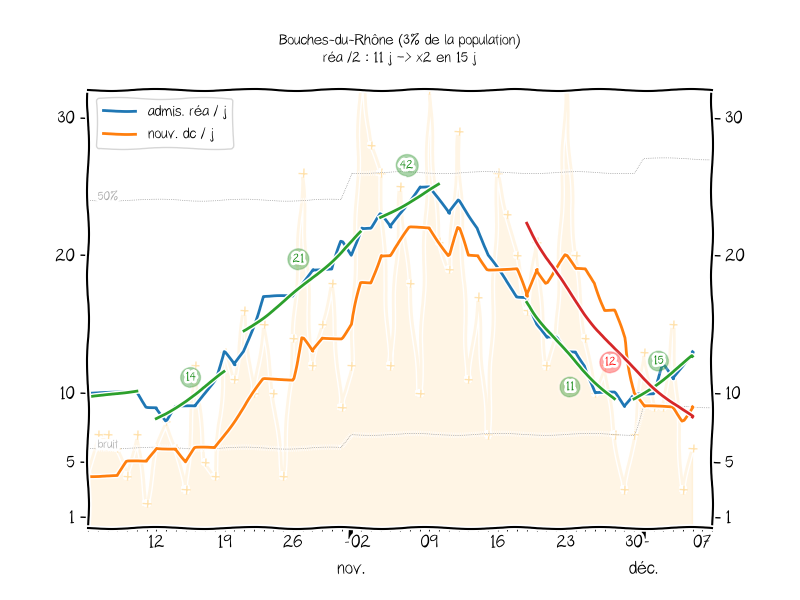 Bouches-du-Rhône (3% de la population)
réa /2 : 11 j -> x2 en 15 j
admis. réa / j
nouv. dc / j
30
30
42
50%
21
20
20
14
12
15
11
10
10
bruit
5
5
1
1
12 19 26 02 09 16 23 30 07
nov. déc.